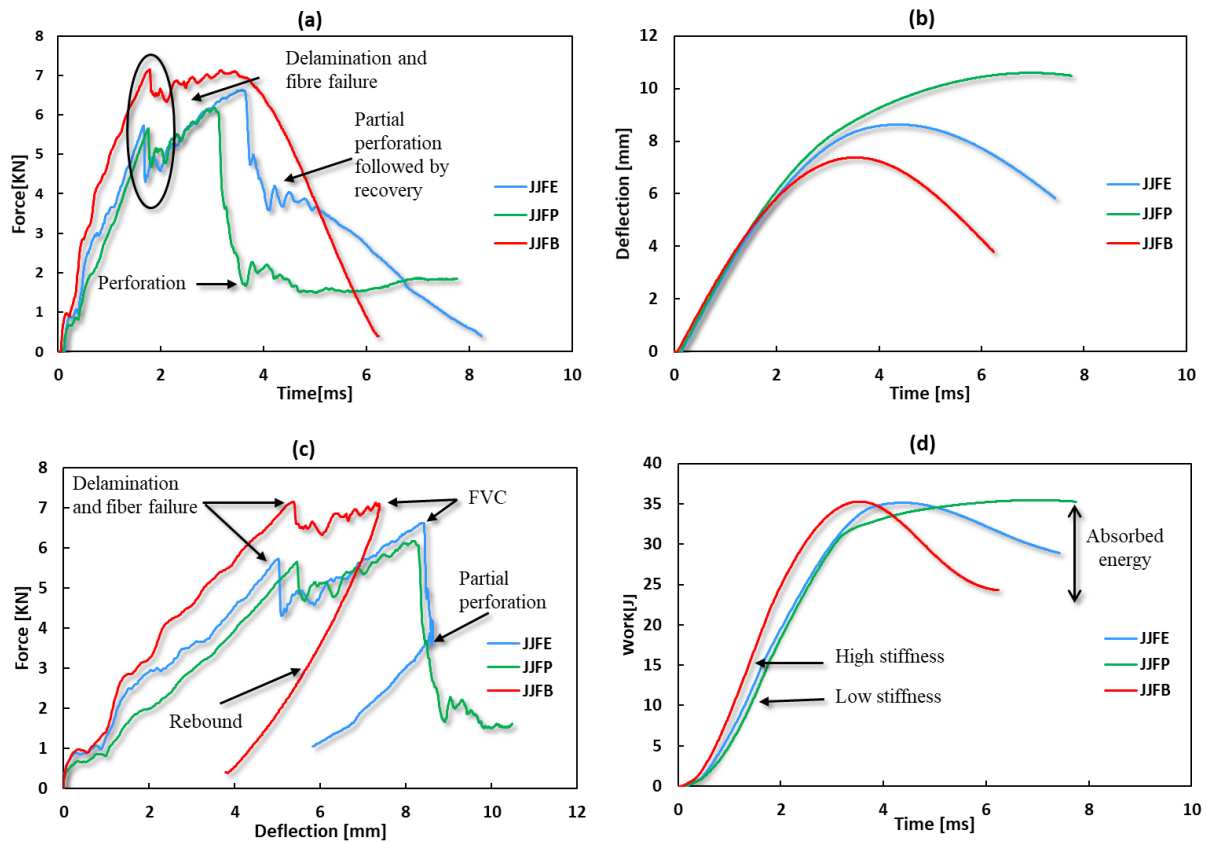 (a)
8
7
6
5
4
3
2
1
0
Force[KN]
0 2 4 6 8 10
Time[ms]
Delamination and
fibre failure
Partial
perforation
followed by
recovery
Perforation
JJFE
JJFP
JJFB
(b)
12
10
8
6
4
2
0
Deflection [mm]
0 2 4 6 8 10
Time [ms]
JJFE
JJFP
JJFB
(c)
8
7
6
5
4
3
2
1
0
Force [KN]
0 2 4 6 8 10 12
Deflection [mm]
Delamination
and fiber failure
FVC
Partial
perforation
Rebound
JJFE
JJFP
JJFB
(d)
40
35
30
25
20
15
10
5
0
Work[J]
0 2 4 6 8 10
Time [ms]
Absorbed
energy
High stiffness
Low stiffness
JJFE
JJFP
JJFB